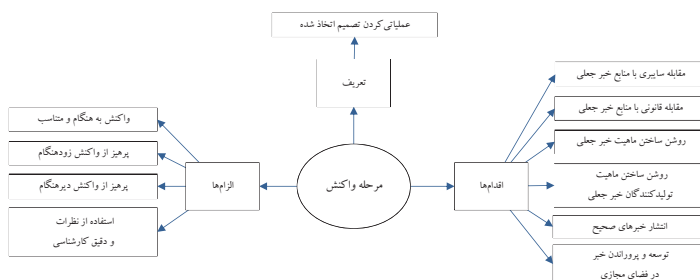 عملیاتی‌کردن تصمیم اتخاذ شده
تعریف
مرحله واکنش
اقدام‌ها
مقابله سایبری با منابع خبر جعلی
مقابله قانونی با منابع خبر جعلی
روشن ساختن ماهیت خبر جعلی
روشن ساختن ماهیت
تولیدکنندگان خبر جعلی
انتشار خبرهای صحیح
توسعه و پروراندن خبر
در فضای مجازی
الزام‌ها
واکنش به هنگام و متناسب
پرهیز از واکنش زودهنگام
پرهیز از واکنش دیرهنگام
استفاده از نظرات
و دقیق کارشناسی